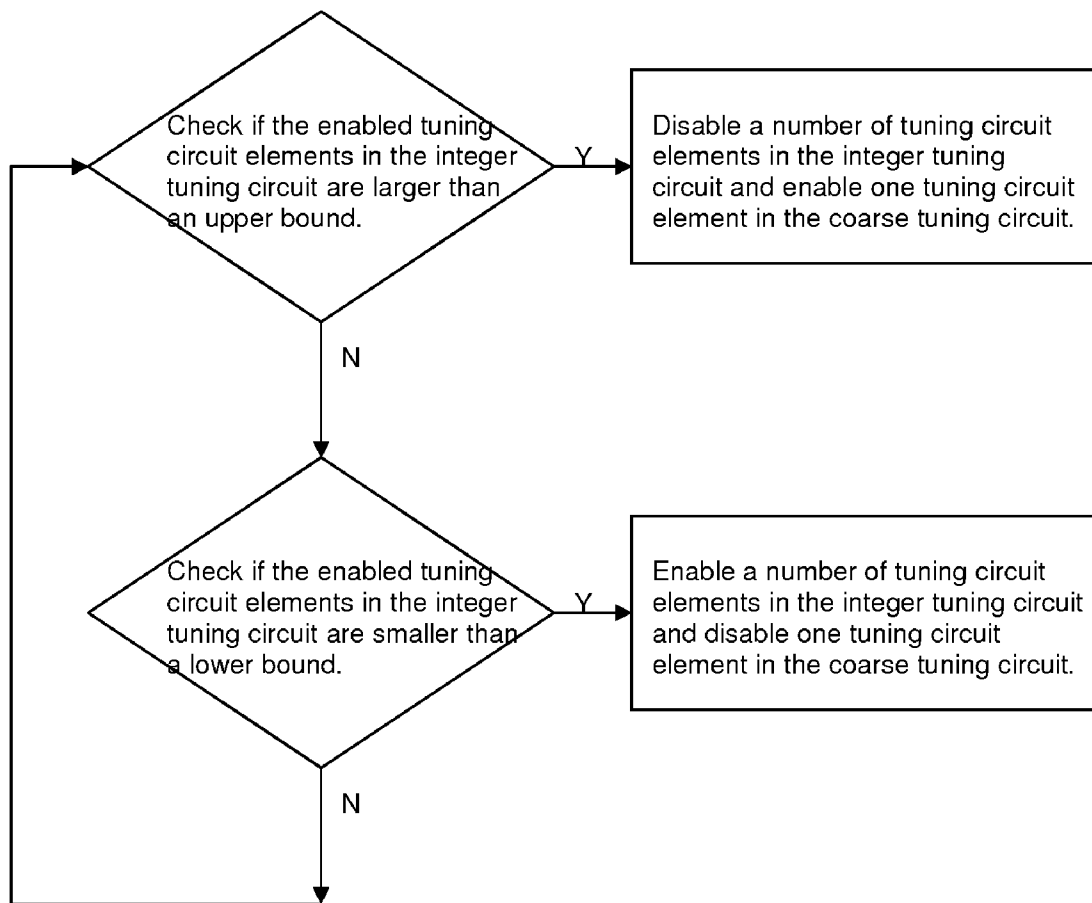 Check if the enabled tuning
circuit elements in the integer
tuning circuit are larger than
an upper bound.
Y
Disable a number of tuning circuit
elements in the integer tuning
circuit and enable one tuning circuit
element in the coarse tuning circuit.
N
Check if the enabled tuning
circuit elements in the integer
tuning circuit are smaller than
a lower bound.
Y
Enable a number of tuning circuit
elements in the integer tuning circuit
and disable one tuning circuit
element in the coarse tuning circuit.
N